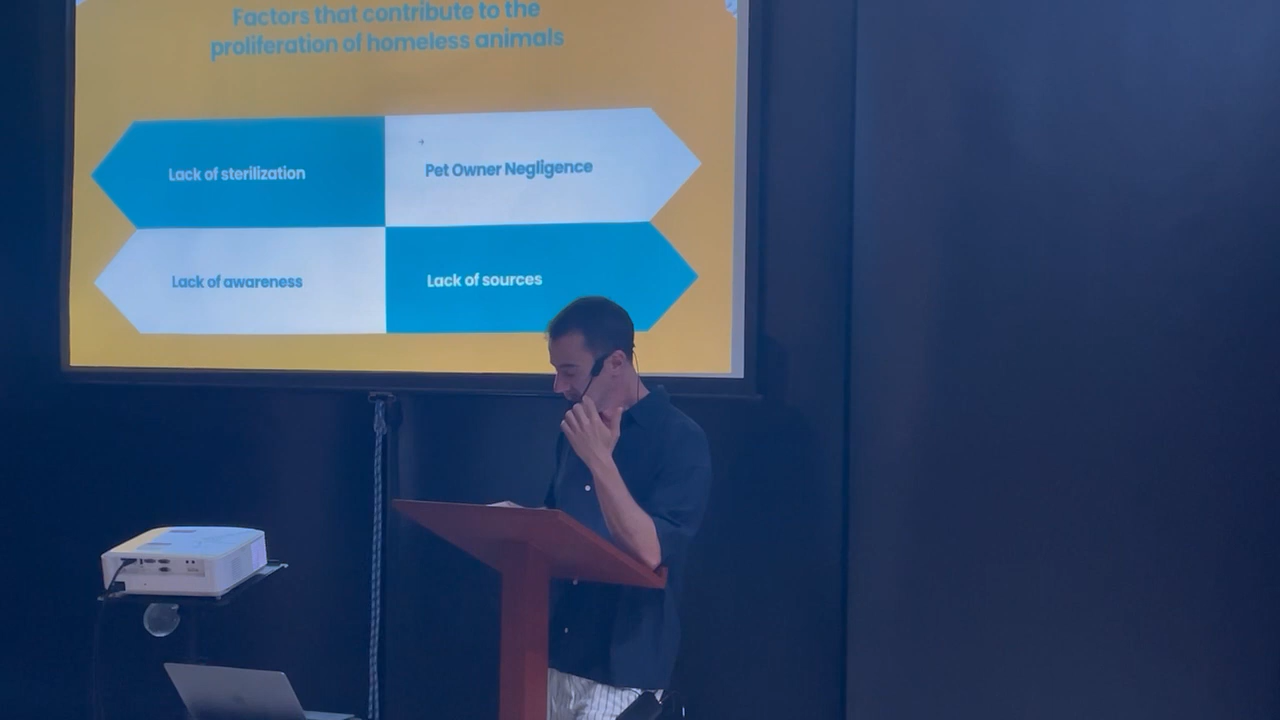 Factors that contribute to the
proliferation of homeless animals
Lack of sterilization
Pet Owner Negligence
Lack of awareness
Lack of sources